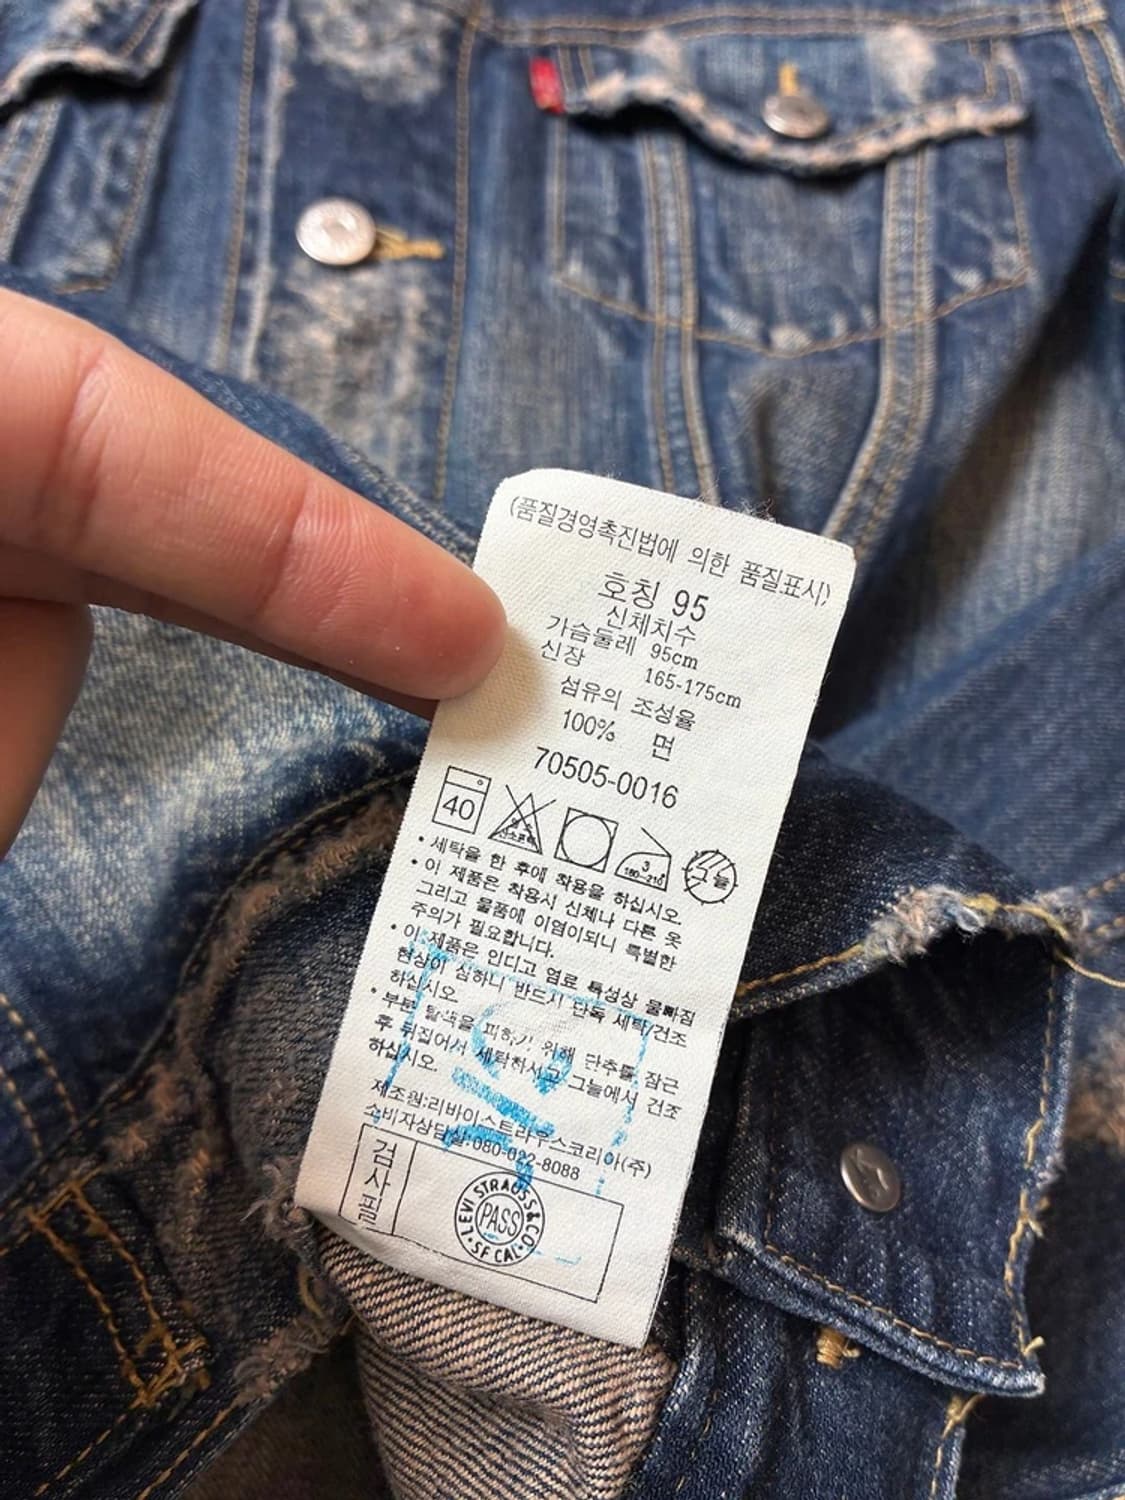 (품질경영촉진법에 의한 품질표시)
호칭 95
신체치수
가슴둘레 95cm
신장 165-175cm
섬유의 조성율
100% 면
70505-0016
40
3
180~210
그늘
• 세탁을 한 후에 착용을 하십시오
• 이 제품은 착용시 신체나 다른 옷
그리고 물품에 이염이되니 특별한
주의가 필요합니다.
• 이 제품은 인디고 염료 특성상 물빠짐
현상이 심하니 반드시 단독 세탁/건조
하십시오
• 부분 탈색을 피하기 위해 단추를 잠근
후 뒤집어서 세탁하시고 그늘에서 건조
하십시오.
제조원:리바이스트라우스코리아(주)
소비자상담실:080-022-8088
검사필
LEVI STRAUSS & CO
PASS
SF CAL